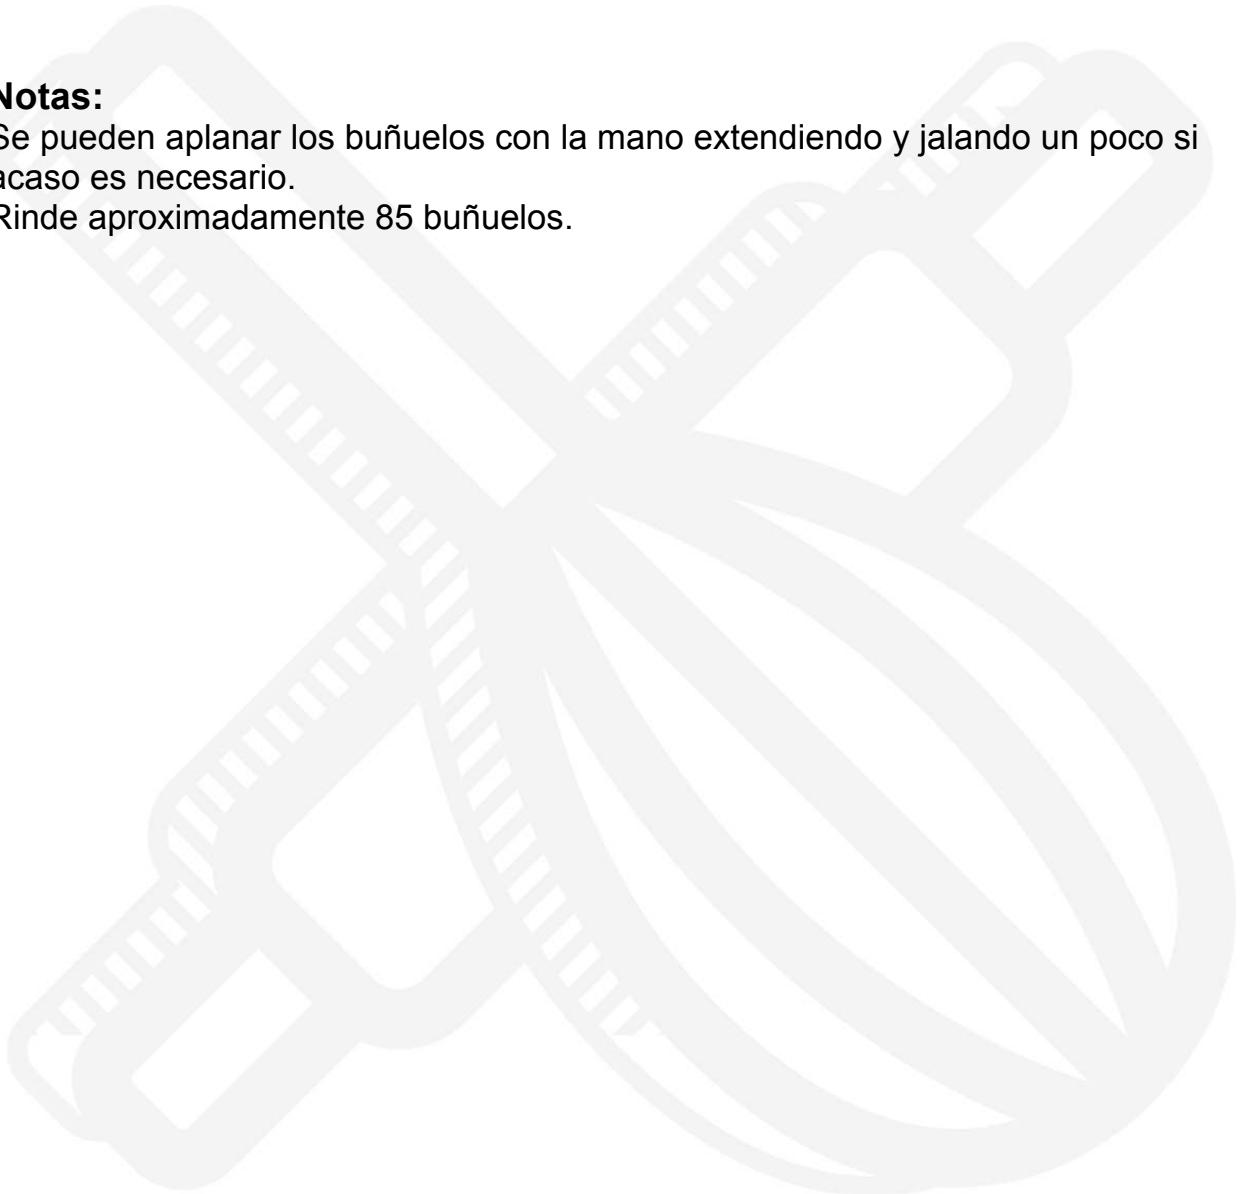 Notas:
Se pueden aplanar los buñuelos con la mano extendiendo y jalando un poco si
acaso es necesario.
Rinde aproximadamente 85 buñuelos.